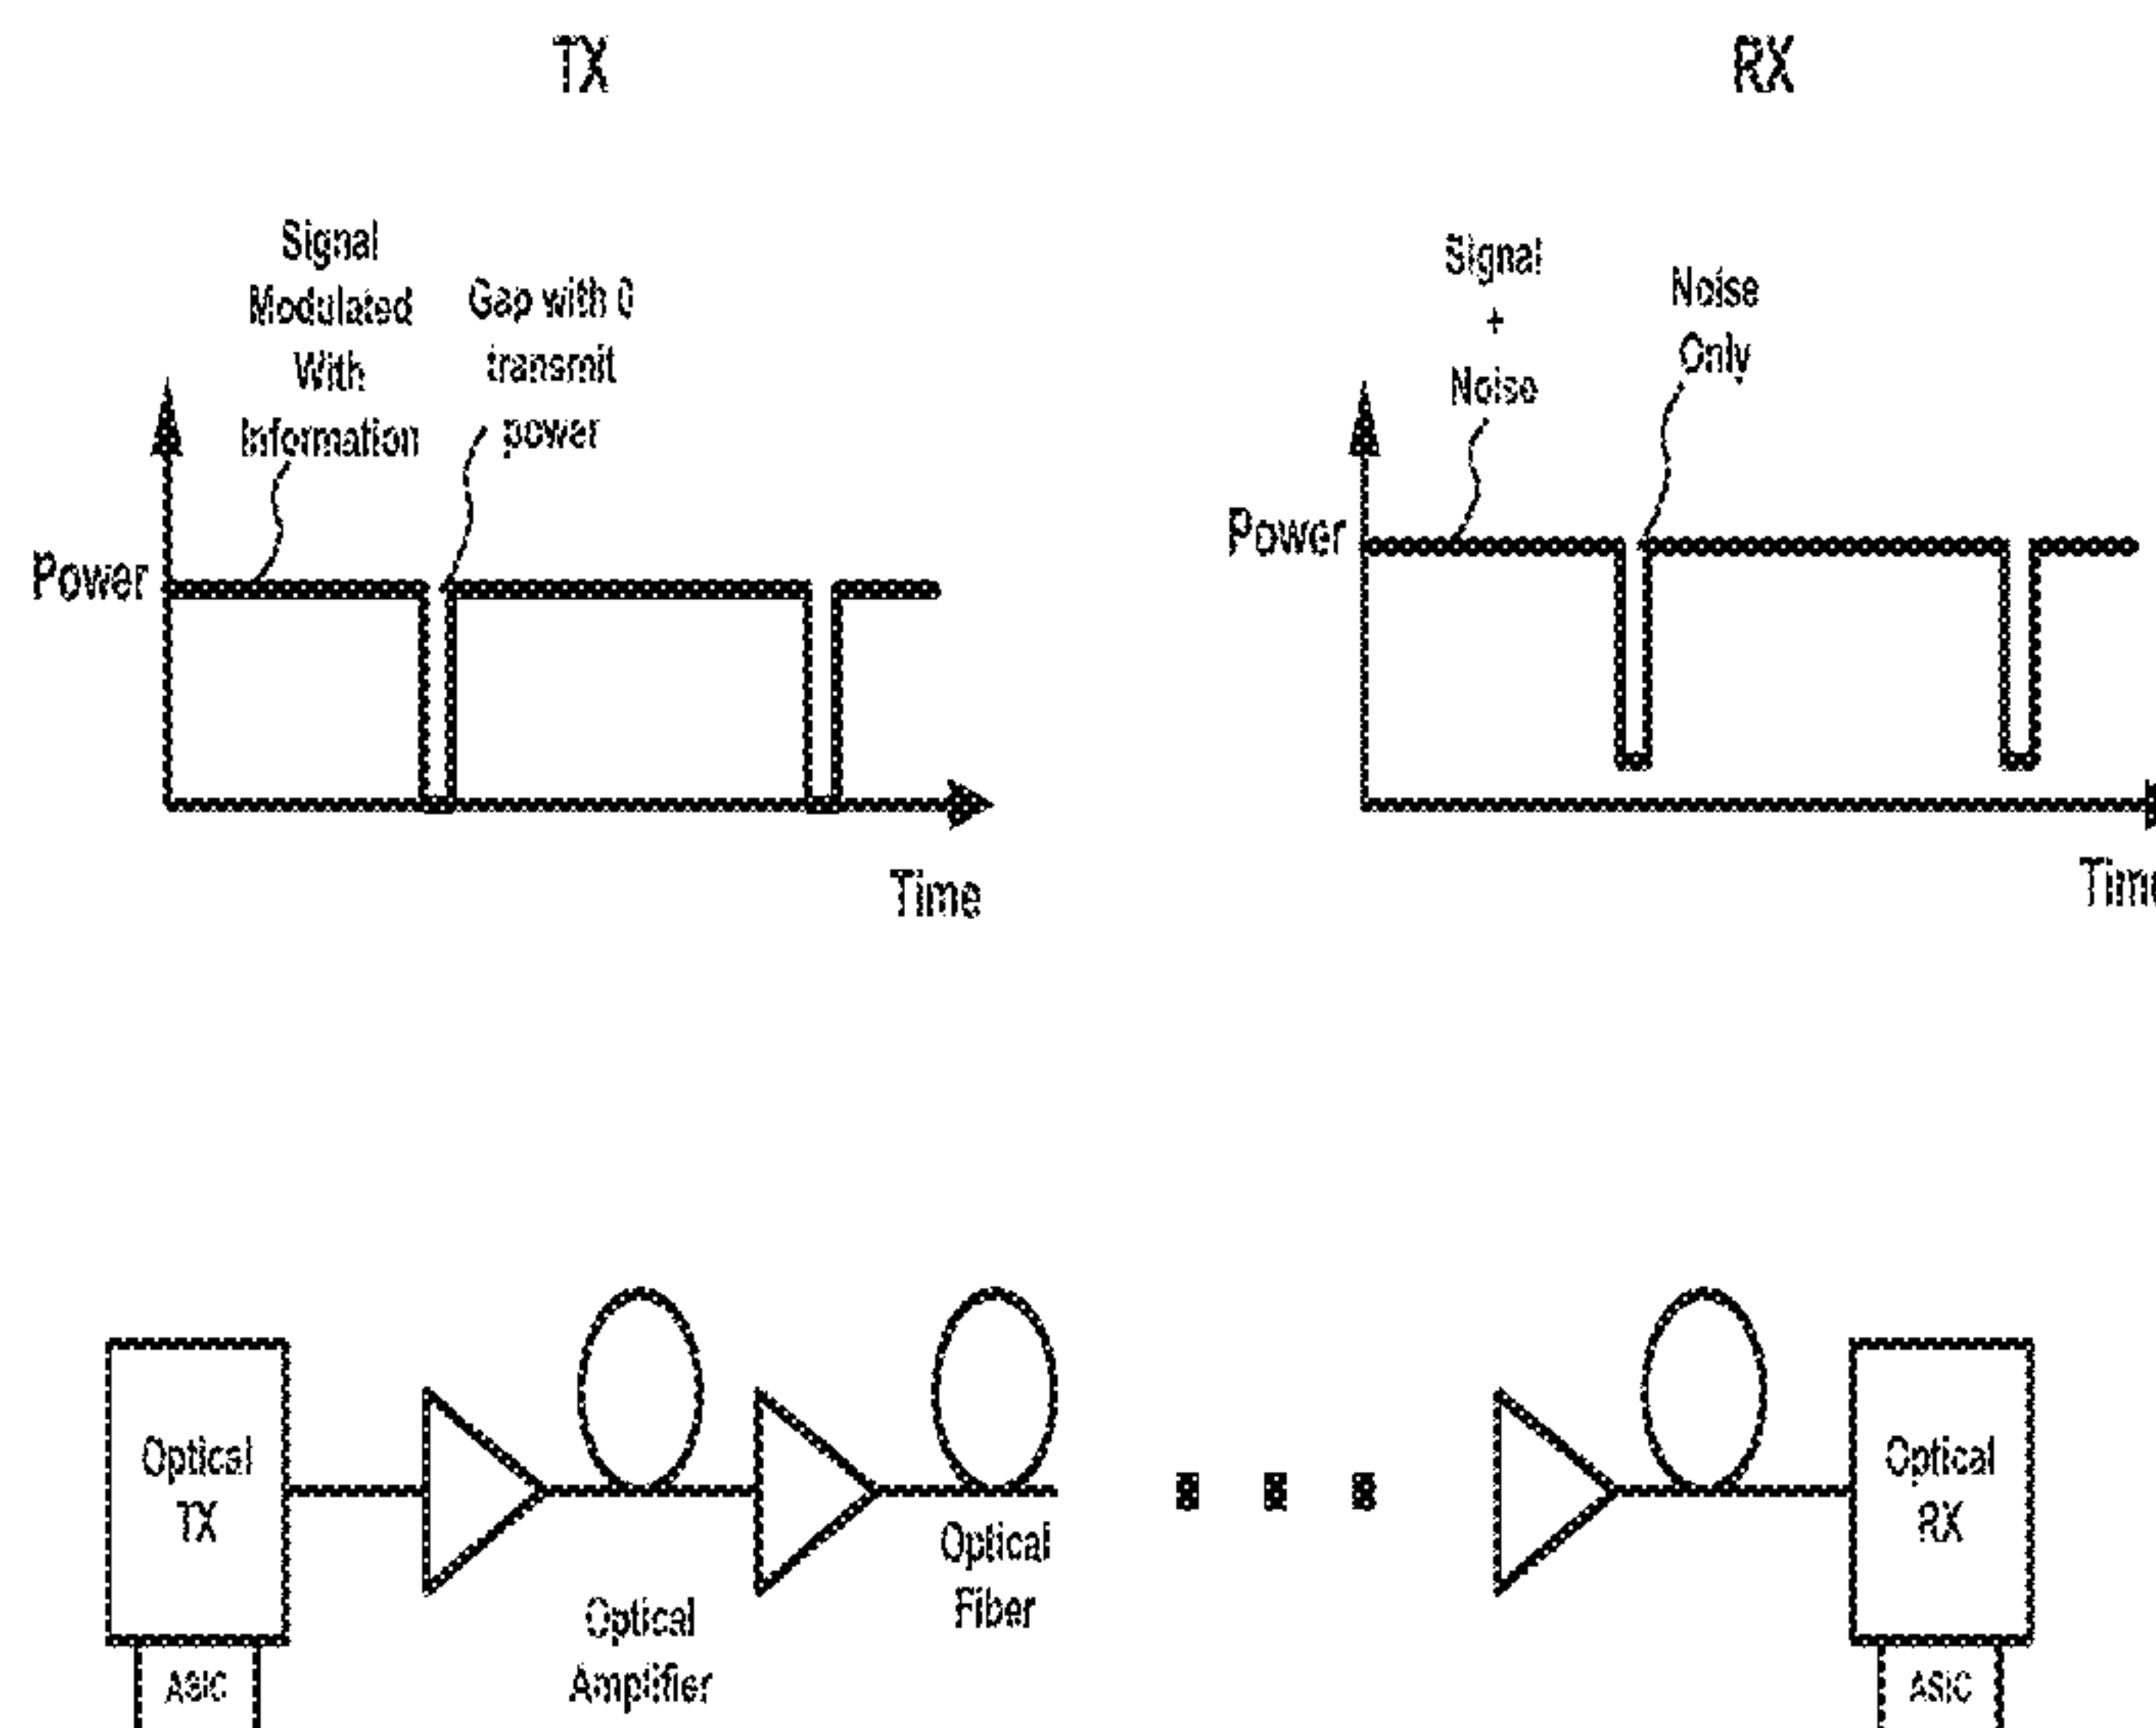 TX
RX
Signal
Modulated
With
Information
Gap with 0
transmit
power
Signal
+
Noise
Noise
Only
Power
Time
Power
Time
Optical
TX
ASIC
Optical
Amplifier
Optical
Fiber
Optical
RX
ASIC